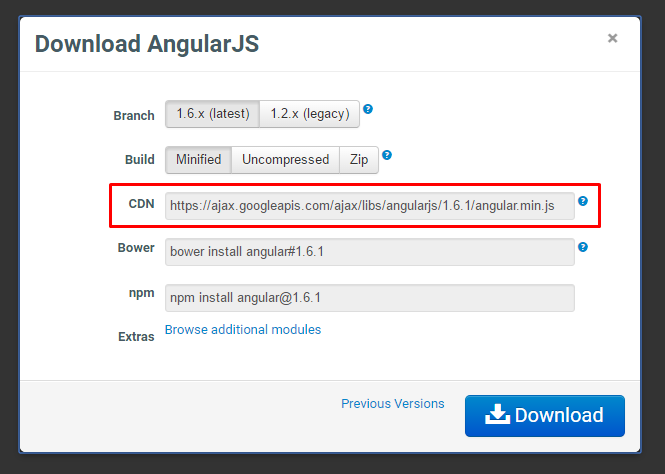 Download AngularJS
×
Branch 1.6.x (latest) 1.2.x (legacy) ?
Build Minified Uncompressed Zip ?
CDN https://ajax.googleapis.com/ajax/libs/angularjs/1.6.1/angular.min.js ?
Bower bower install angular#1.6.1 ?
npm npm install angular@1.6.1
Extras Browse additional modules
Previous Versions Download